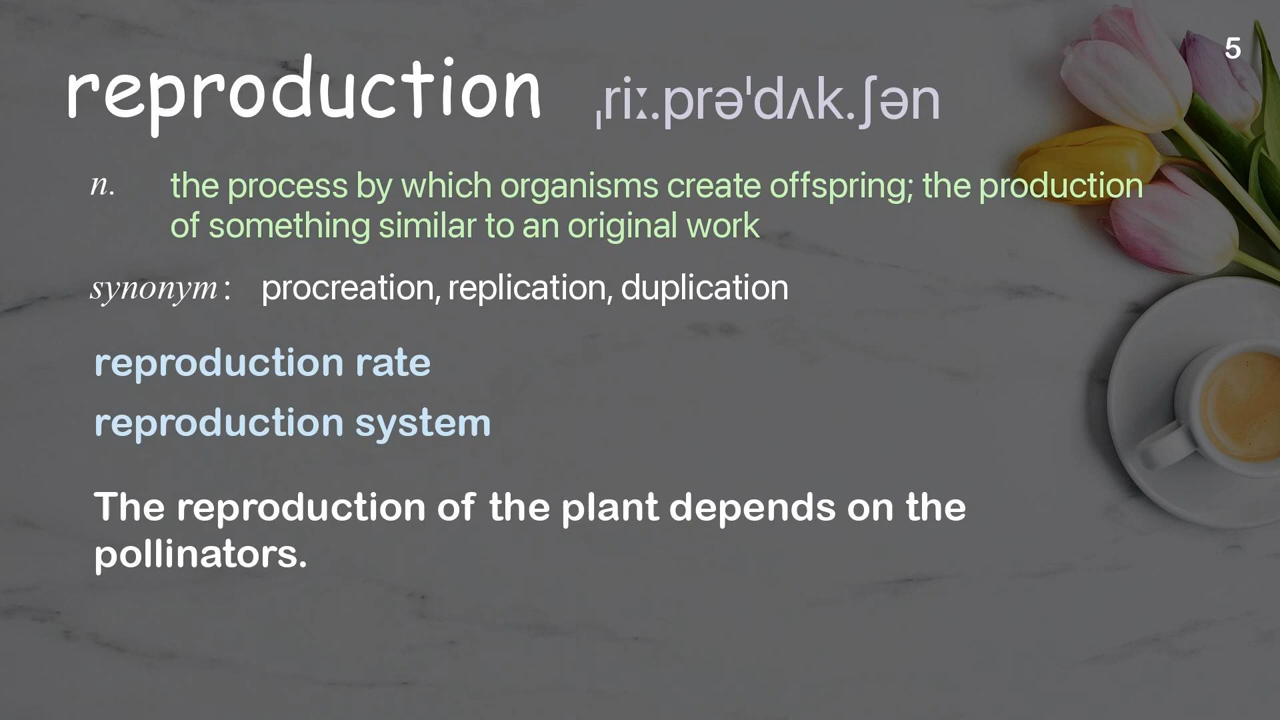 5
reproduction ˌriː.prəˈdʌk.ʃən
n. the process by which organisms create offspring; the production
of something similar to an original work
synonym: procreation, replication, duplication
reproduction rate
reproduction system
The reproduction of the plant depends on the
pollinators.